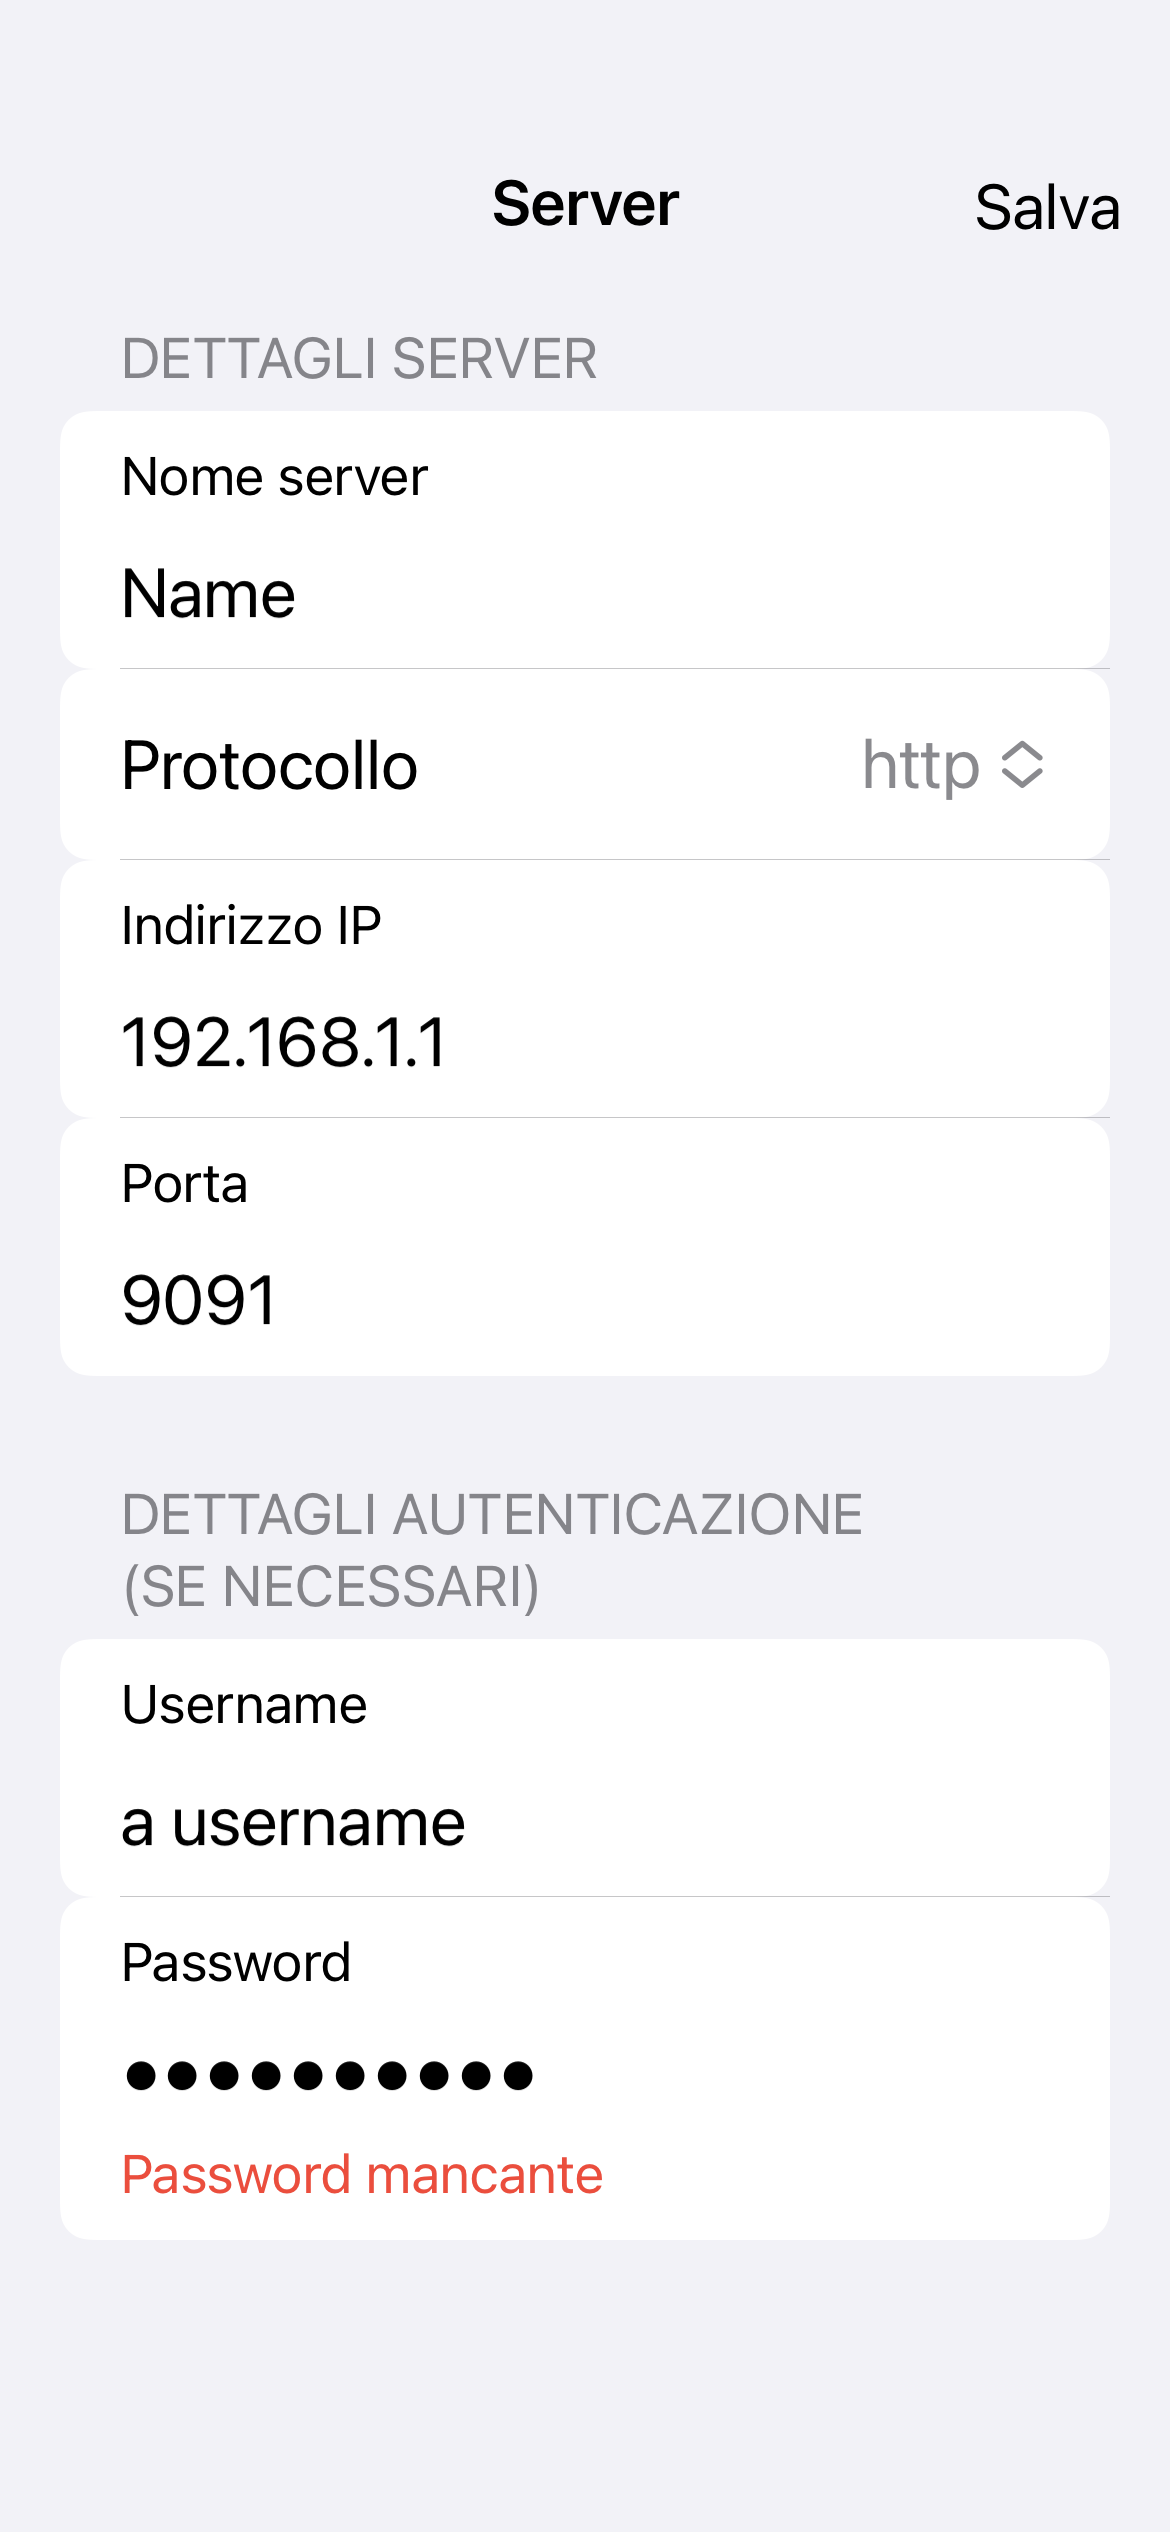 Server
Salva
DETTAGLI SERVER
Nome server
Name
Protocollo
http
Indirizzo IP
192.168.1.1
Porta
9091
DETTAGLI AUTENTICAZIONE
(SE NECESSARI)
Username
a username
Password
●●●●●●●●●●
Password mancante